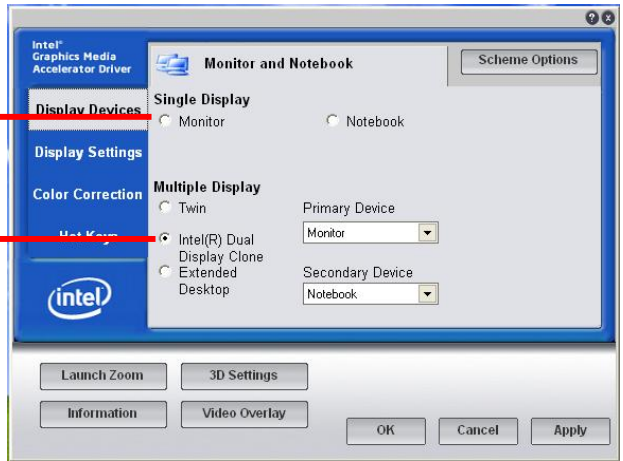 Intel®
Graphics Media
Accelerator Driver
Monitor and Notebook
Scheme Options
Display Devices
Display Settings
Color Correction
Hot Keys
intel
Single Display
Monitor
Notebook
Multiple Display
Twin
Intel(R) Dual
Display Clone
Extended
Desktop
Primary Device
Monitor
Secondary Device
Notebook
Launch Zoom
3D Settings
Information
Video Overlay
OK
Cancel
Apply